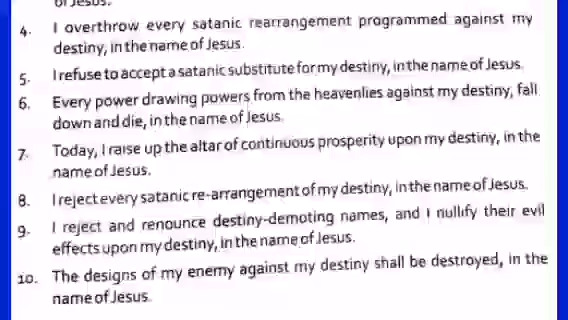 of Jesus.
4. I overthrow every satanic rearrangement programmed against my
destiny, in the name of Jesus.
5. I refuse to accept a satanic substitute for my destiny, in the name of Jesus.
6. Every power drawing powers from the heavenlies against my destiny, fall
down and die, in the name of Jesus.
7. Today, I raise up the altar of continuous prosperity upon my destiny, in the
name of Jesus.
8. I reject every satanic re-arrangement of my destiny, in the name of Jesus.
9. I reject and renounce destiny-demoting names, and I nullify their evil
effects upon my destiny, in the name of Jesus.
10. The designs of my enemy against my destiny shall be destroyed, in the
name of Jesus.